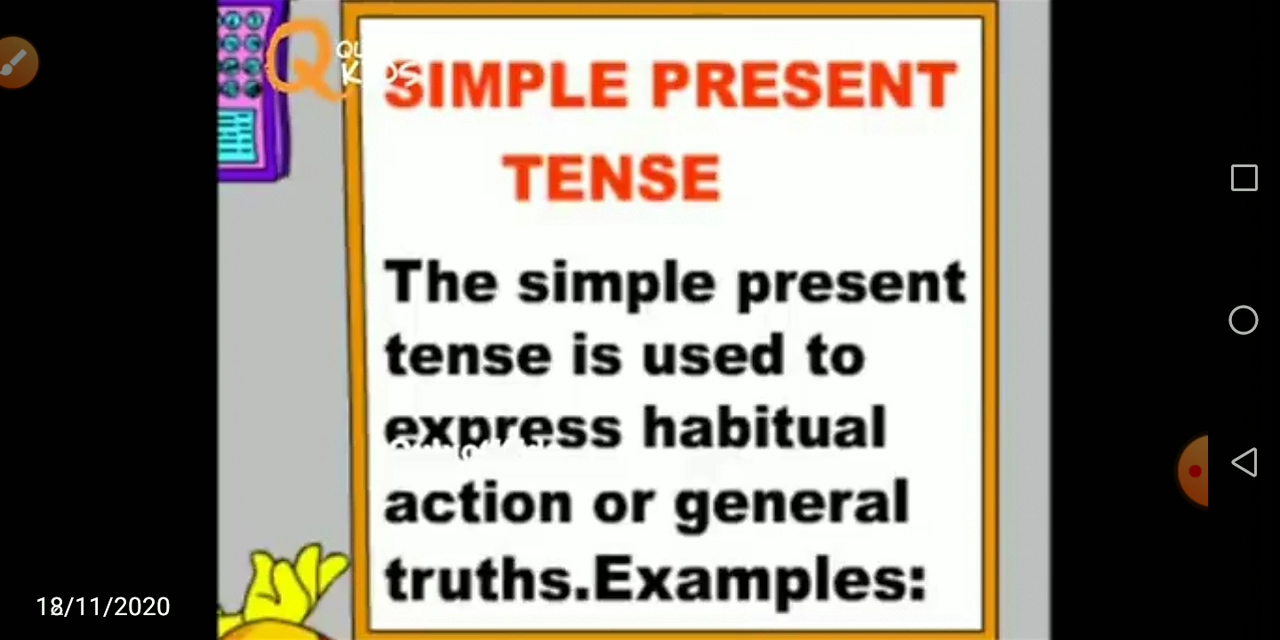 Q
KIDS
SIMPLE PRESENT
TENSE
The simple present
tense is used to
express habitual
action or general
truths.Examples:
18/11/2020